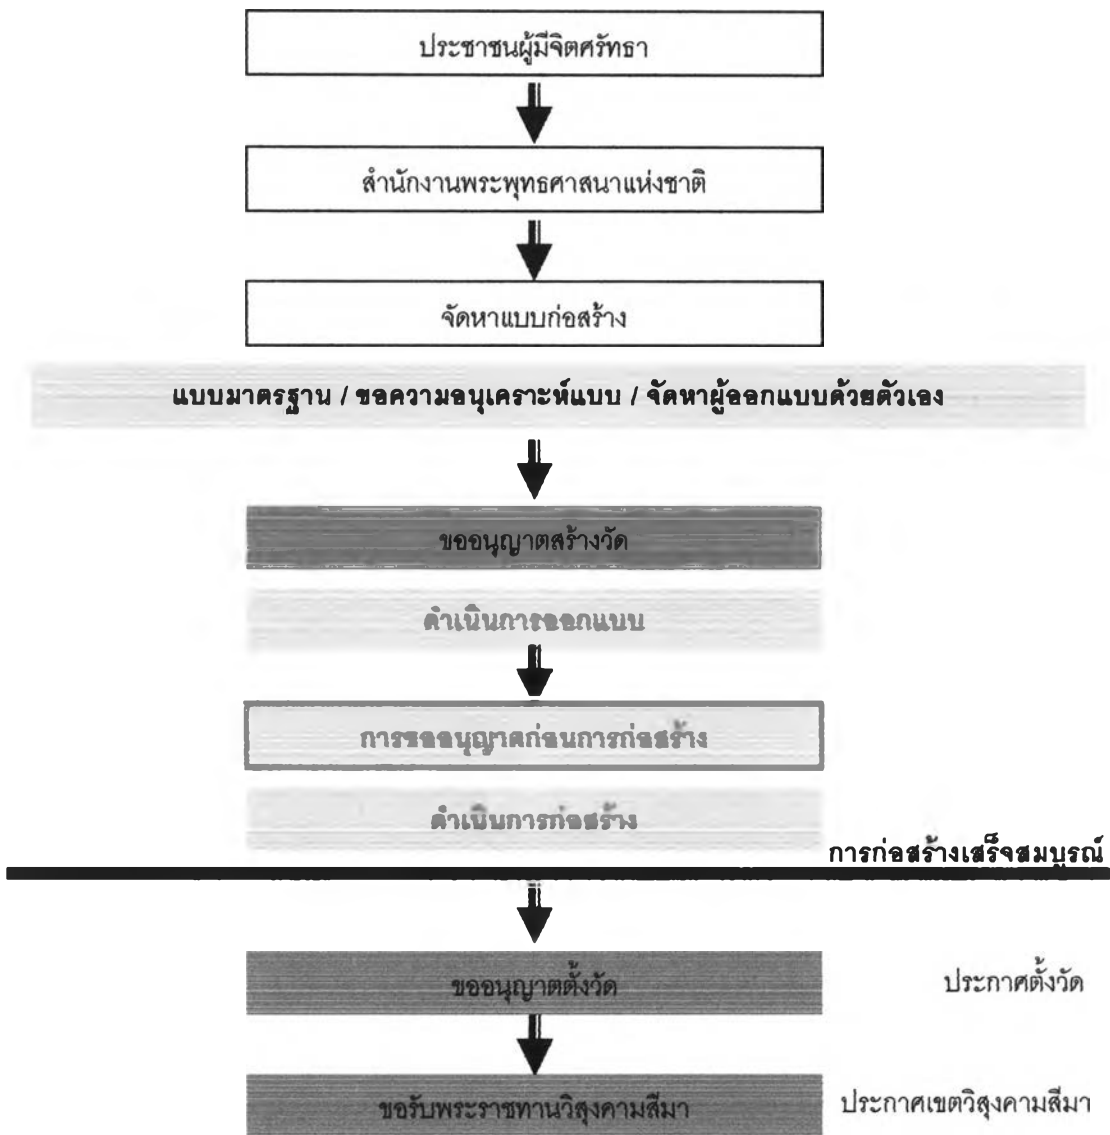 ประชาชนผู้มีจิตศรัทธา
สำนักงานพระพุทธศาสนาแห่งชาติ
จัดหาแบบก่อสร้าง
แบบมาตรฐาน / ขอความอนุเคราะห์แบบ / จัดหาผู้ออกแบบด้วยตัวเอง
ขออนุญาตสร้างวัด
ดำเนินการออกแบบ
การขออนุญาตก่อนการก่อสร้าง
ดำเนินการก่อสร้าง
การก่อสร้างเสร็จสมบูรณ์
ขออนุญาตตั้งวัด
ประกาศตั้งวัด
ขอรับพระราชทานวิสุงคามสีมา
ประกาศเขตวิสุงคามสีมา